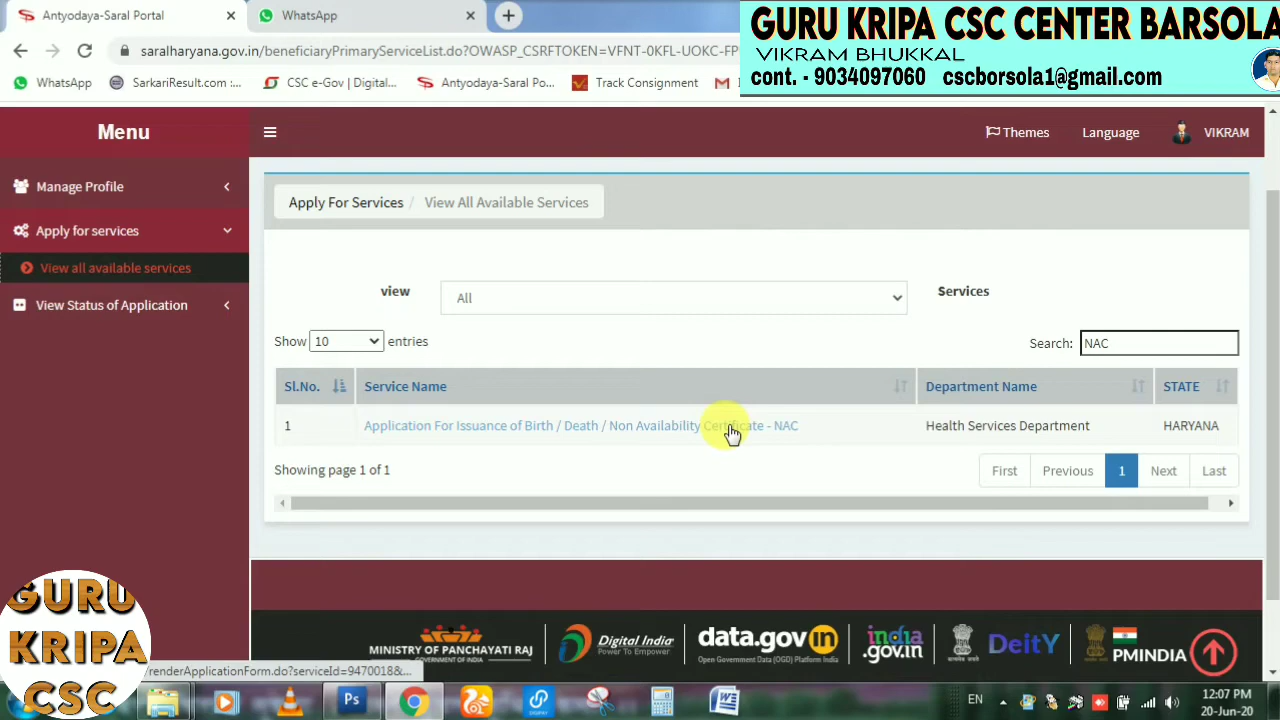 Antyodaya-Saral Portal
WhatsApp
GURU KRIPA CSC CENTER BARSOLA
VIKRAM BHUKKAL
cont. - 9034097060 cscborsola1@gmail.com
saralharyana.gov.in/beneficiaryPrimaryServiceList.do?OWASP_CSRFTOKEN=VFNT-0KFL-UOKC-FP
WhatsApp
SarkariResult.com :...
CSC e-Gov | Digital...
Antyodaya-Saral Po...
Track Consignment
Menu
Themes
Language
VIKRAM
Manage Profile
Apply For Services / View All Available Services
Apply for services
View all available services
view
All
Services
View Status of Application
Show 10 entries
Search: NAC
Sl.No.
Service Name
Department Name
STATE
1
Application For Issuance of Birth / Death / Non Availability Certificate - NAC
Health Services Department
HARYANA
Showing page 1 of 1
First
Previous
1
Next
Last
GURU
KRIPA
CSC
MINISTRY OF PANCHAYATI RAJ
GOVERNMENT OF INDIA
Digital India
Power To Empower
data.gov in
Open Government Data (OGD) Platform India
india
.gov.in
DeitY
PMINDIA
/renderApplicationForm.do?serviceId=9470018&...
Ps
DIGIPAY
EN
12:07 PM
20-Jun-20